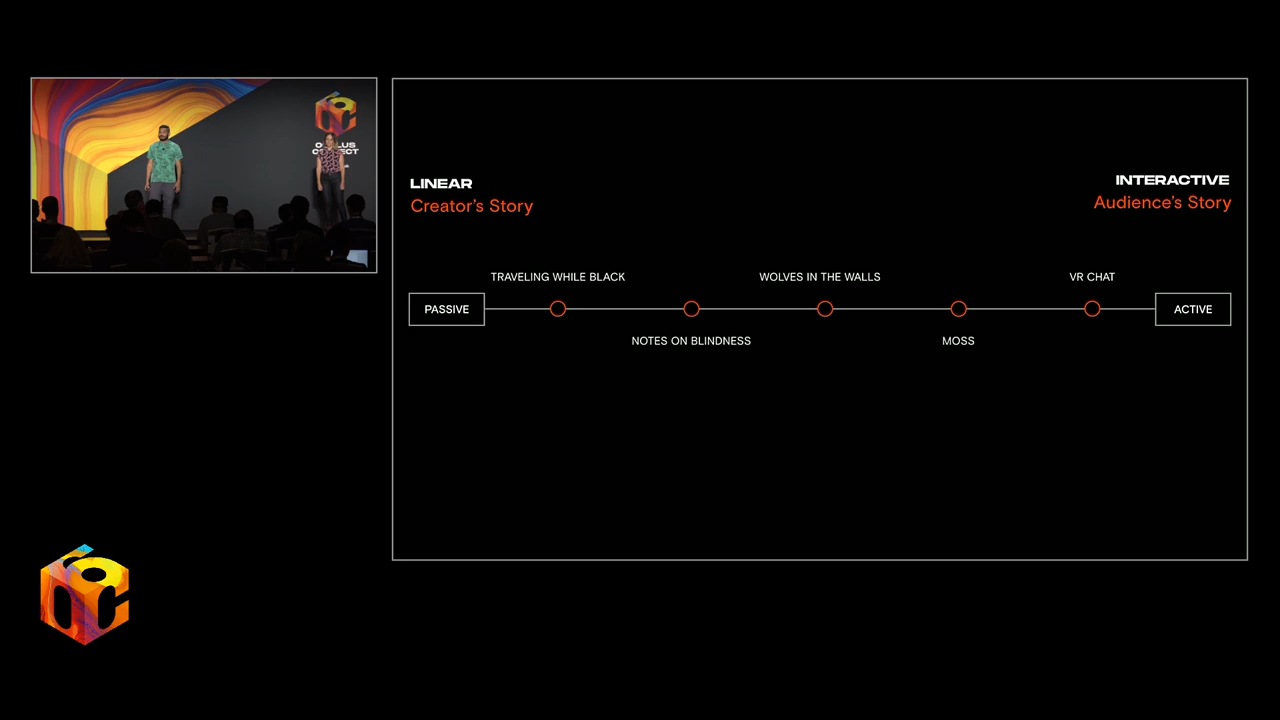 LINEAR
Creator's Story
INTERACTIVE
Audience's Story
TRAVELING WHILE BLACK
WOLVES IN THE WALLS
VR CHAT
PASSIVE
ACTIVE
NOTES ON BLINDNESS
MOSS